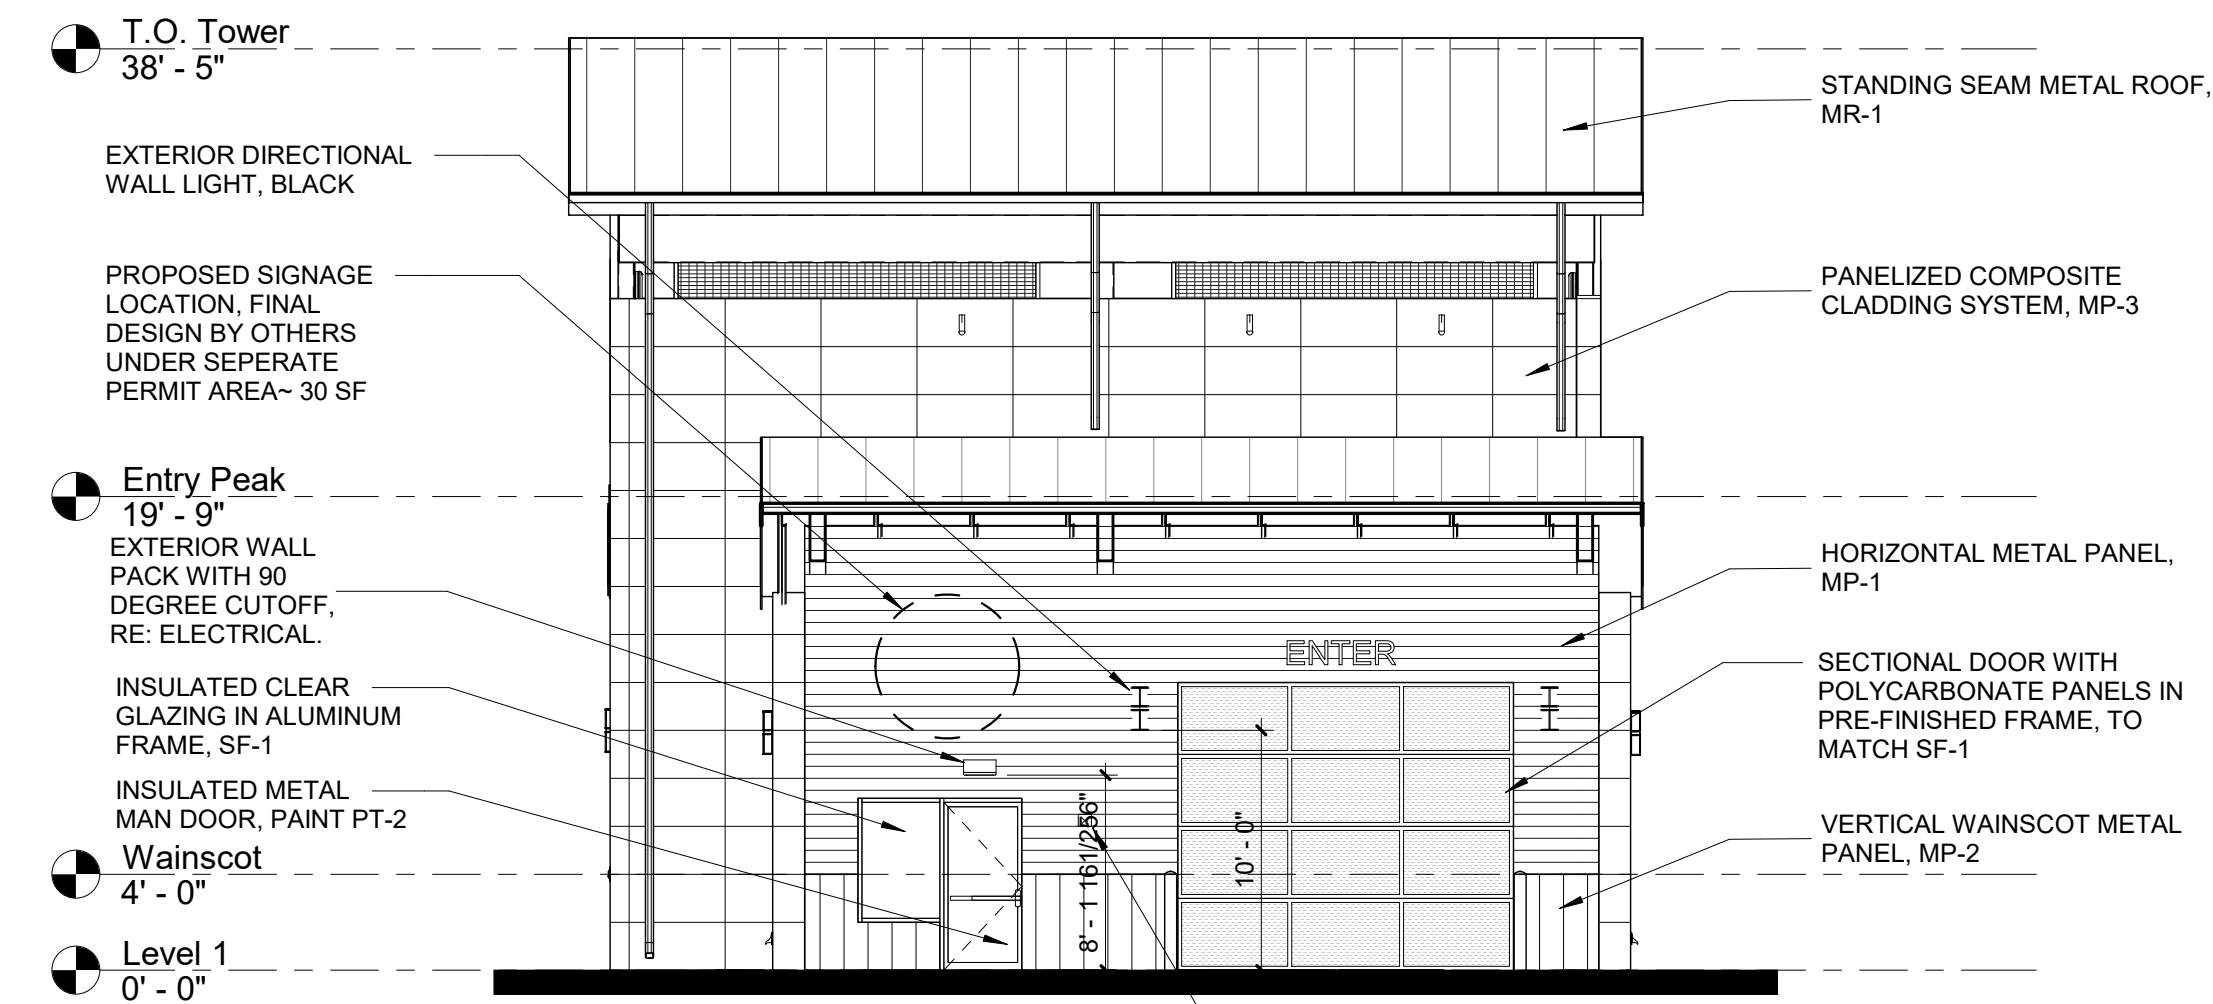 T.O. Tower
38' - 5"
EXTERIOR DIRECTIONAL
WALL LIGHT, BLACK
PROPOSED SIGNAGE
LOCATION, FINAL
DESIGN BY OTHERS
UNDER SEPERATE
PERMIT AREA~ 30 SF
Entry Peak
19' - 9"
EXTERIOR WALL
PACK WITH 90
DEGREE CUTOFF,
RE: ELECTRICAL.
INSULATED CLEAR
GLAZING IN ALUMINUM
FRAME, SF-1
INSULATED METAL
MAN DOOR, PAINT PT-2
Wainscot
4' - 0"
Level 1
0' - 0"
ENTER
8' - 1 161/256"
10' - 0"
STANDING SEAM METAL ROOF,
MR-1
PANELIZED COMPOSITE
CLADDING SYSTEM, MP-3
HORIZONTAL METAL PANEL,
MP-1
SECTIONAL DOOR WITH
POLYCARBONATE PANELS IN
PRE-FINISHED FRAME, TO
MATCH SF-1
VERTICAL WAINSCOT METAL
PANEL, MP-2